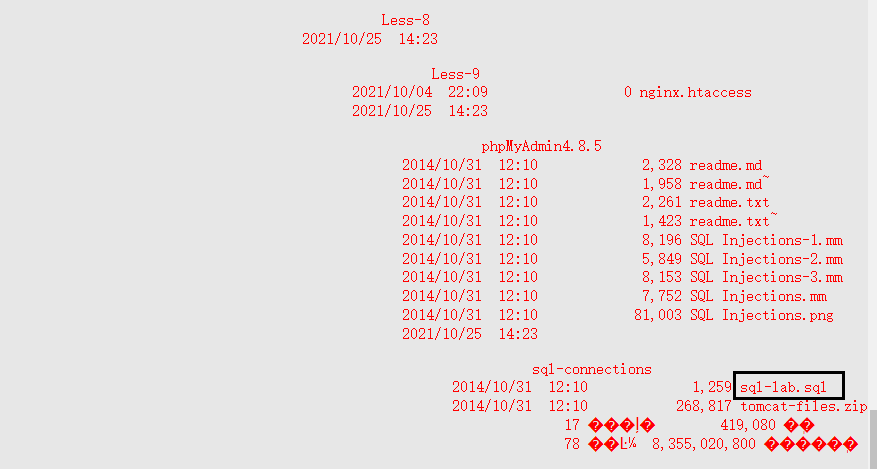 Less-8
2021/10/25 14:23
Less-9
2021/10/04 22:09 0 nginx.htaccess
2021/10/25 14:23
phpMyAdmin4.8.5
2014/10/31 12:10 2,328 readme.md
2014/10/31 12:10 1,958 readme.md~
2014/10/31 12:10 2,261 readme.txt
2014/10/31 12:10 1,423 readme.txt~
2014/10/31 12:10 8,196 SQL Injections-1.mm
2014/10/31 12:10 5,849 SQL Injections-2.mm
2014/10/31 12:10 8,153 SQL Injections-3.mm
2014/10/31 12:10 7,752 SQL Injections.mm
2014/10/31 12:10 81,003 SQL Injections.png
2021/10/25 14:23
sql-connections
2014/10/31 12:10 1,259 sql-lab.sql
2014/10/31 12:10 268,817 tomcat-files.zip
17 419,080
78 8,355,020,800